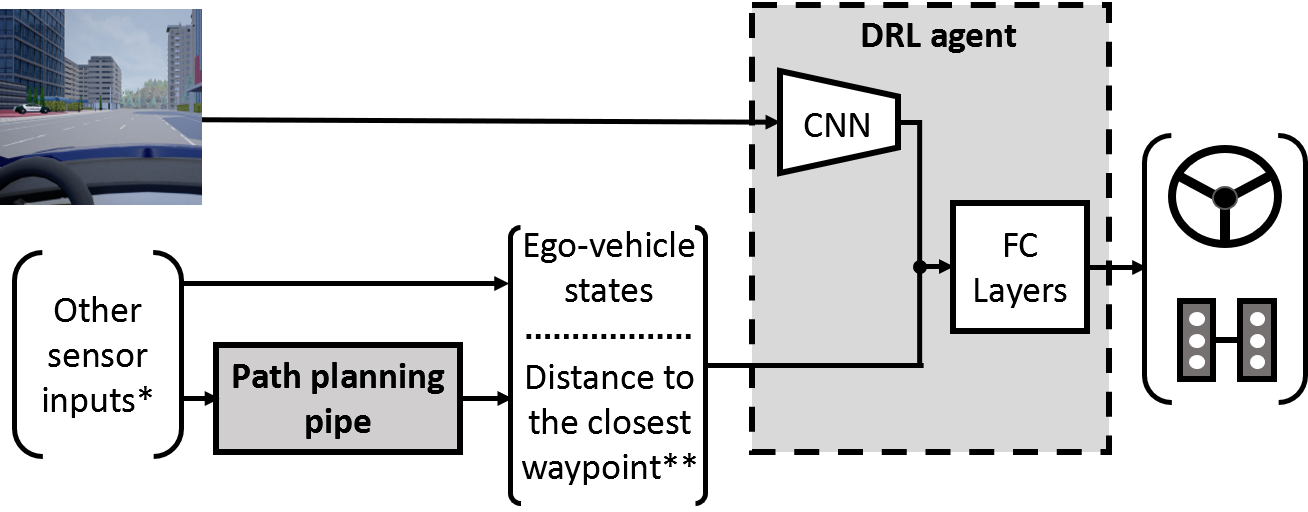 DRL agent
CNN
Ego-vehicle
states
FC
Layers
Other
sensor
inputs*
Path planning
pipe
Distance to
the closest
waypoint**